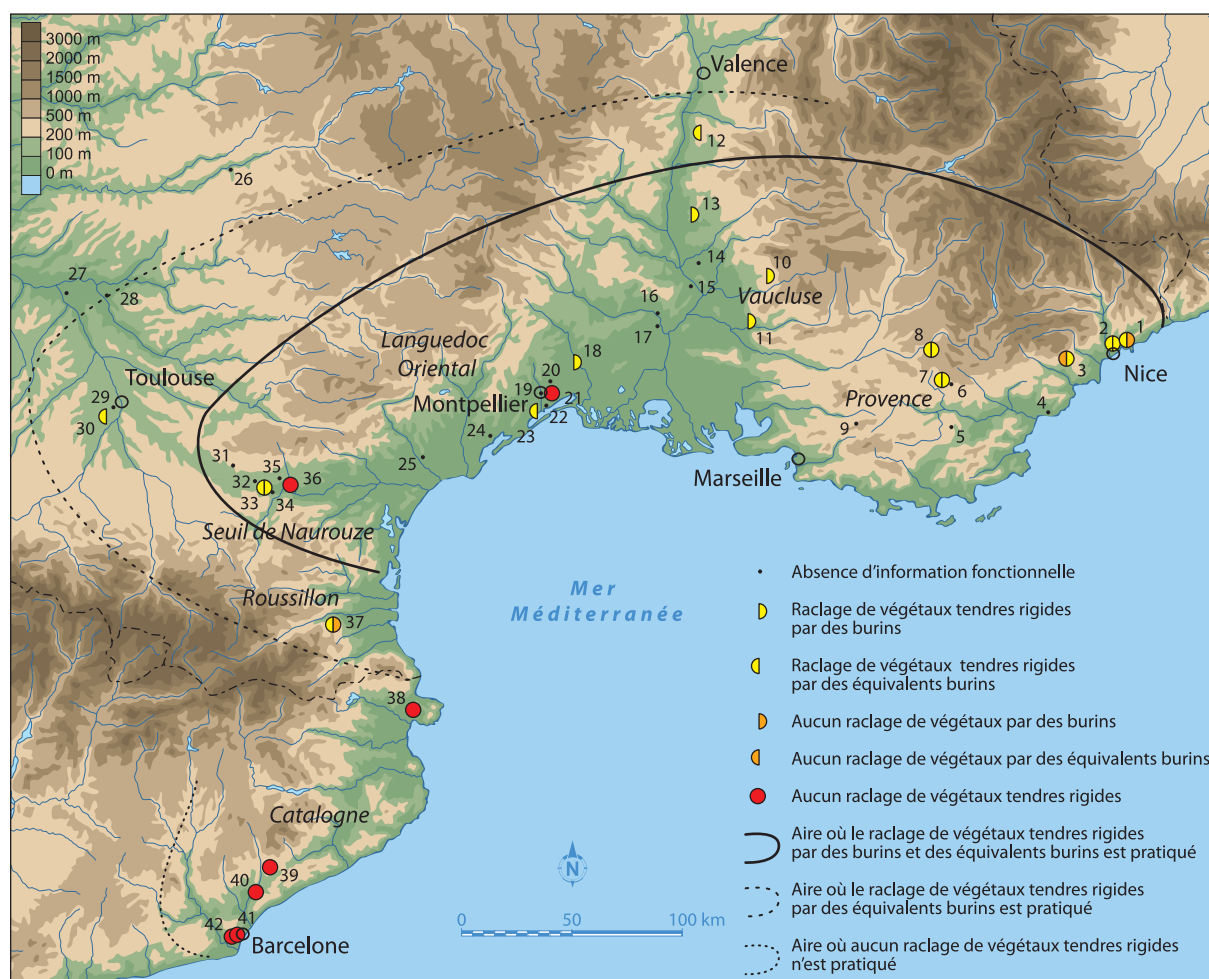 3000 m
2000 m
1500 m
1000 m
500 m
200 m
100 m
0 m
Valence
12
26
13
14
10
27
28
15
Vaucluse
16
17
11
Languedoc
Oriental
18
8
2
1
3
Nice
Toulouse
20
7
6
29
19
21
Montpellier
Provence
30
22
4
24
23
9
5
25
31
35
36
32
33
34
Marseille
Seuil de Naurouze
Mer
Méditerranée
Roussillon
37
38
Catalogne
39
40
41
42
Barcelone
N
0
50
100 km
Absence d'information fonctionnelle
Raclage de végétaux tendres rigides
par des burins
Raclage de végétaux tendres rigides
par des équivalents burins
Aucun raclage de végétaux par des burins
Aucun raclage de végétaux par des équivalents burins
Aucun raclage de végétaux tendres rigides
Aire où le raclage de végétaux tendres rigides
par des burins et des équivalents burins est pratiqué
Aire où le raclage de végétaux tendres rigides
par des équivalents burins est pratiqué
Aire où aucun raclage de végétaux tendres rigides
n'est pratiqué